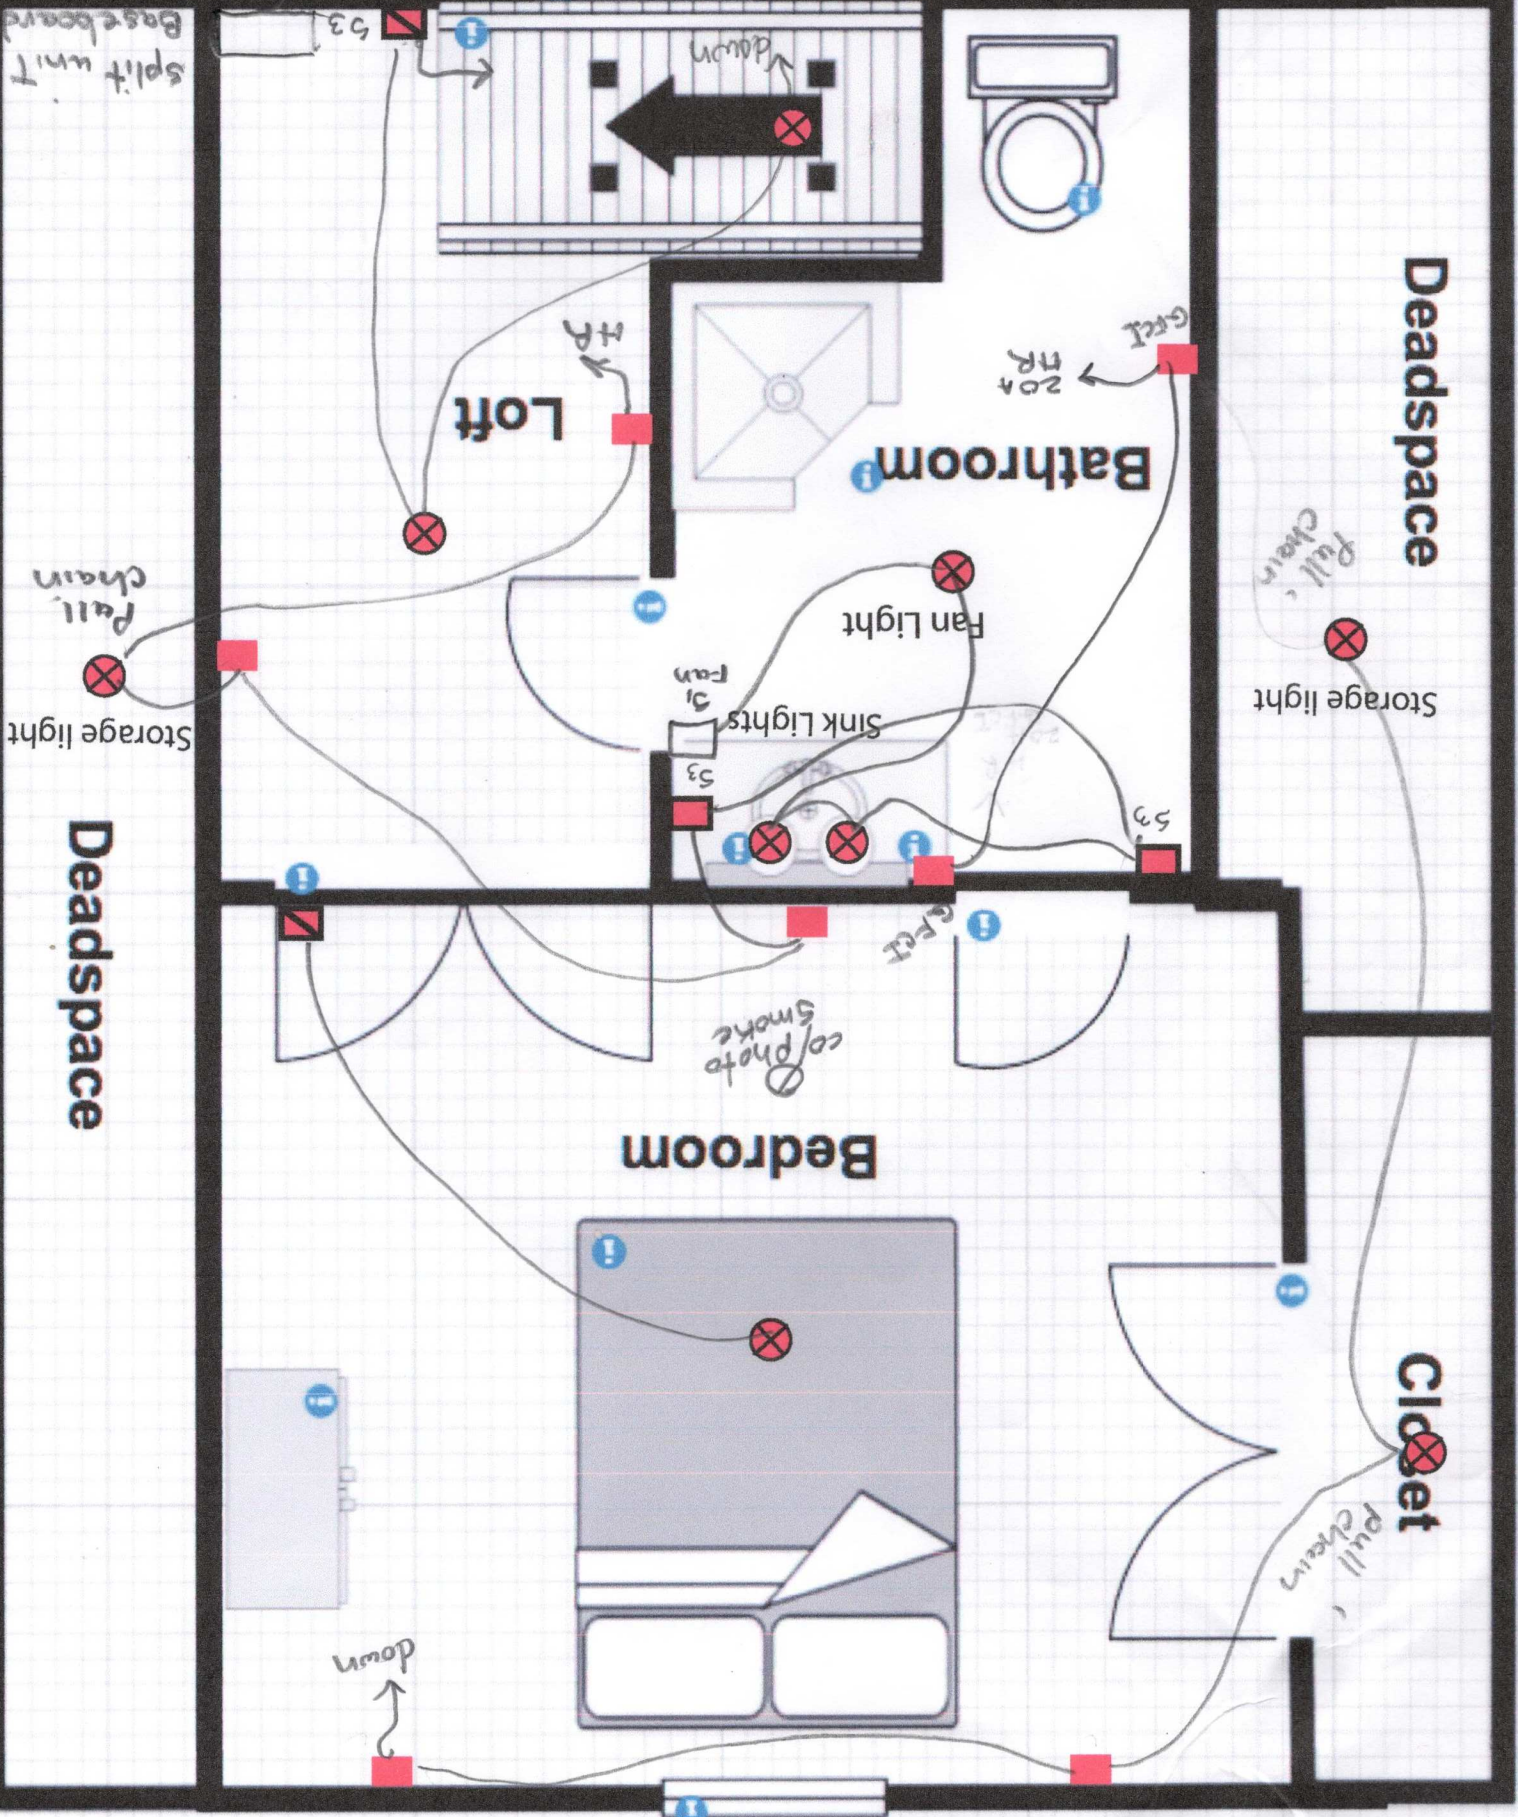 down
Bedroom
co/photo
smoke
GFCI
S3
S3
Sink Lights
S1
Fan
Fan Light
Bathroom
20A
HR
GFCI
Loft
HR
down
S3
Split unit
Baseboard
Storage light
Pull
chain
Deadspace
Storage light
Pull
chain
Deadspace
Closet
Pull
chain